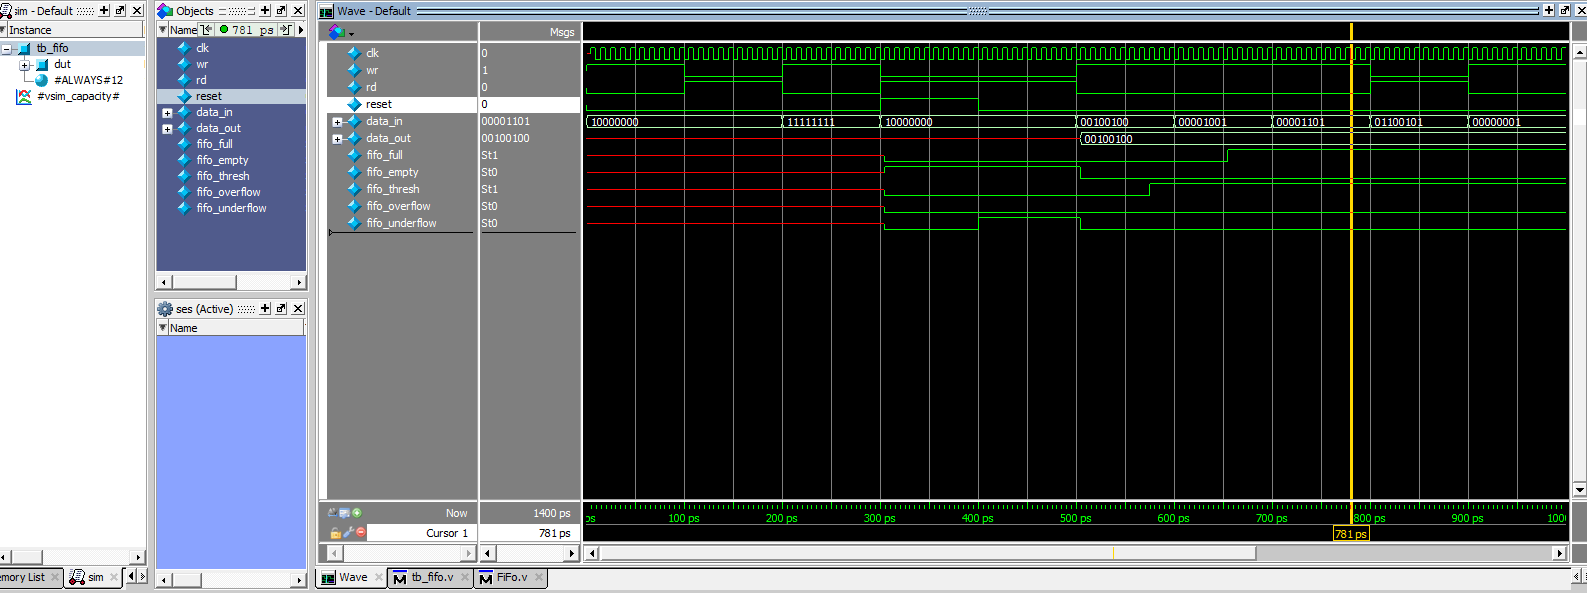 sim - Default
Instance
tb_fifo
dut
#ALWAYS#12
#vsim_capacity#
emory List
sim
Objects
Name
781 ps
clk
wr
rd
reset
data_in
data_out
fifo_full
fifo_empty
fifo_thresh
fifo_overflow
fifo_underflow
ses (Active)
Name
Wave - Default
Msgs
clk 0
wr 1
rd 0
reset 0
data_in 00001101 10000000 11111111 10000000 00100100 00001001 00001101 01100101 00000001
data_out 00100100 00100100
fifo_full St1
fifo_empty St0
fifo_thresh St1
fifo_overflow St0
fifo_underflow St0
Now 1400 ps ps 100 ps 200 ps 300 ps 400 ps 500 ps 600 ps 700 ps 800 ps 900 ps 100
Cursor 1 781 ps 781 ps
Wave tb_fifo.v FiFo.v